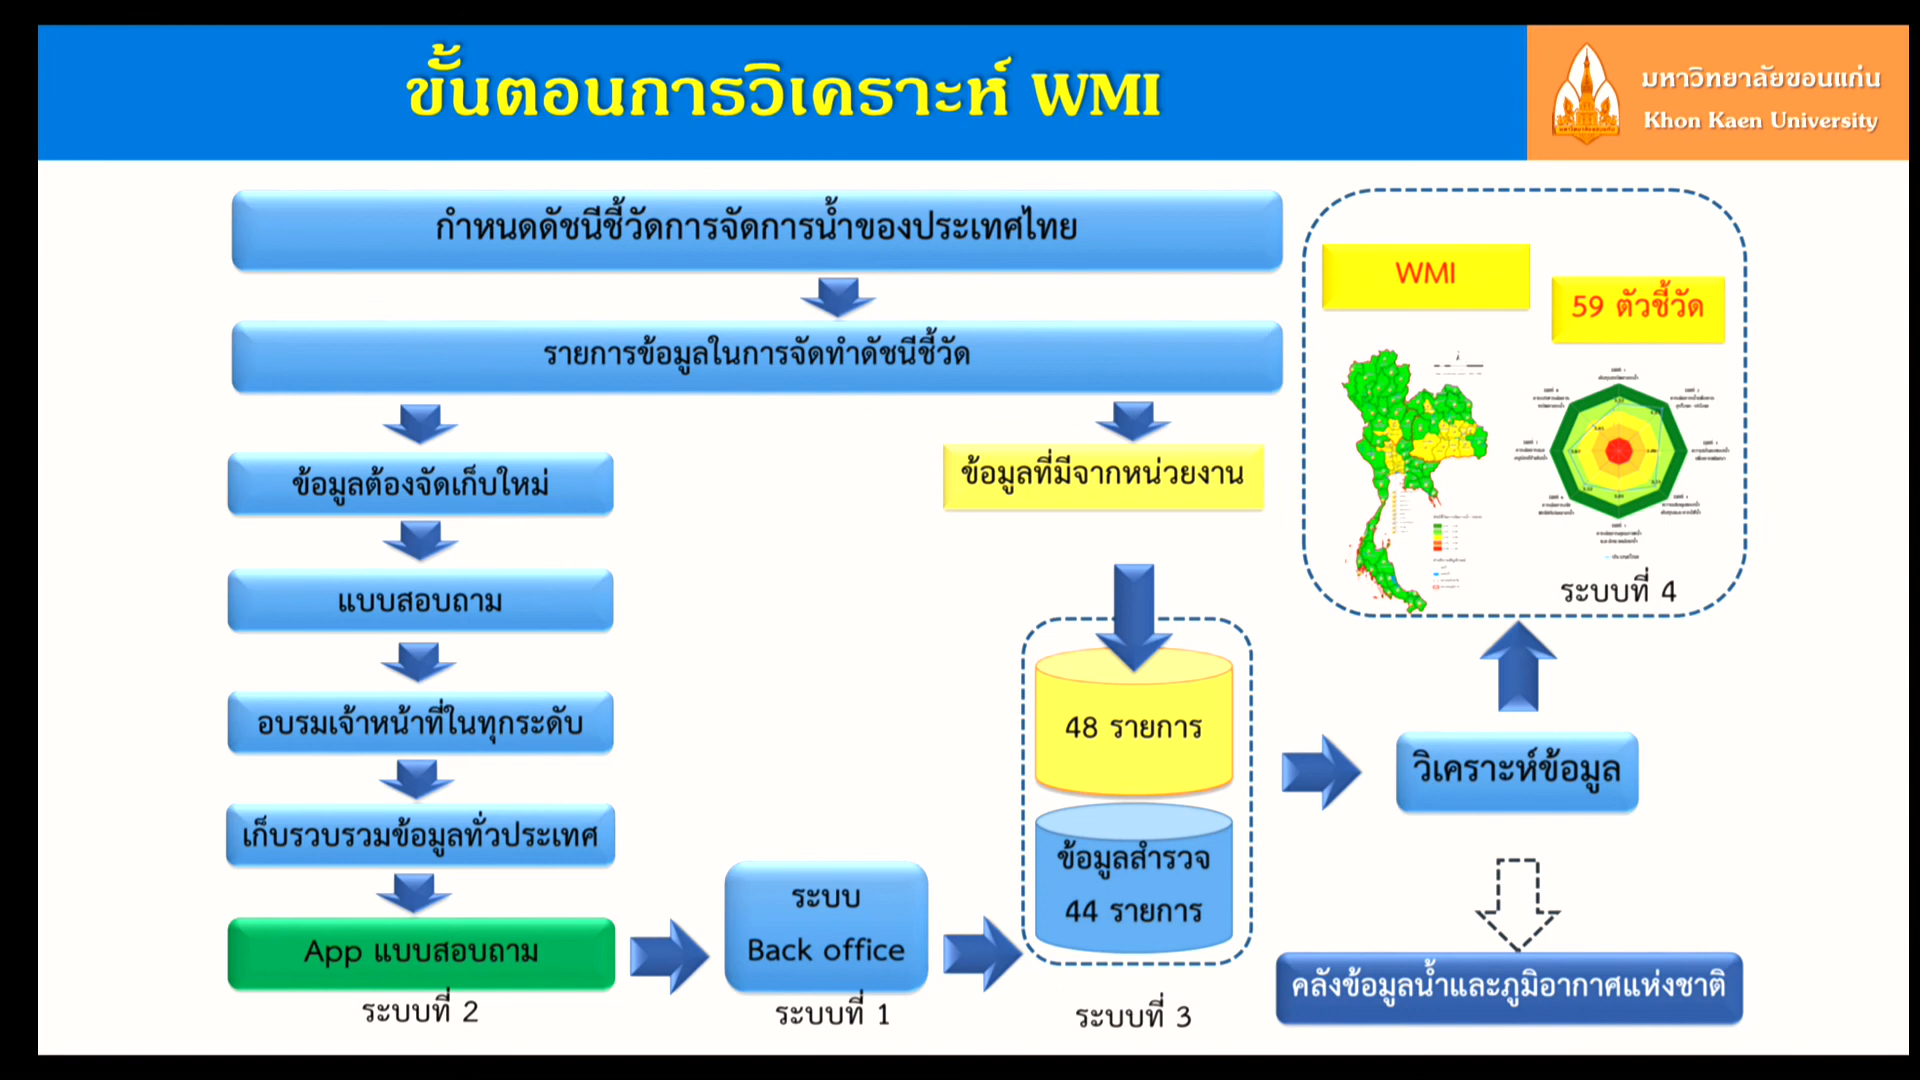 ขั้นตอนการวิเคราะห์ WMI
มหาวิทยาลัยขอนแก่น
Khon Kaen University
กำหนดดัชนีชี้วัดการจัดการน้ำของประเทศไทย
รายการข้อมูลในการจัดทำดัชนีชี้วัด
ข้อมูลต้องจัดเก็บใหม่
แบบสอบถาม
อบรมเจ้าหน้าที่ในทุกระดับ
เก็บรวบรวมข้อมูลทั่วประเทศ
App แบบสอบถาม
ระบบที่ 2
ระบบ
Back office
ระบบที่ 1
ข้อมูลที่มีจากหน่วยงาน
48 รายการ
ข้อมูลสำรวจ
44 รายการ
ระบบที่ 3
วิเคราะห์ข้อมูล
WMI
59 ตัวชี้วัด
ระบบที่ 4
คลังข้อมูลน้ำและภูมิอากาศแห่งชาติ